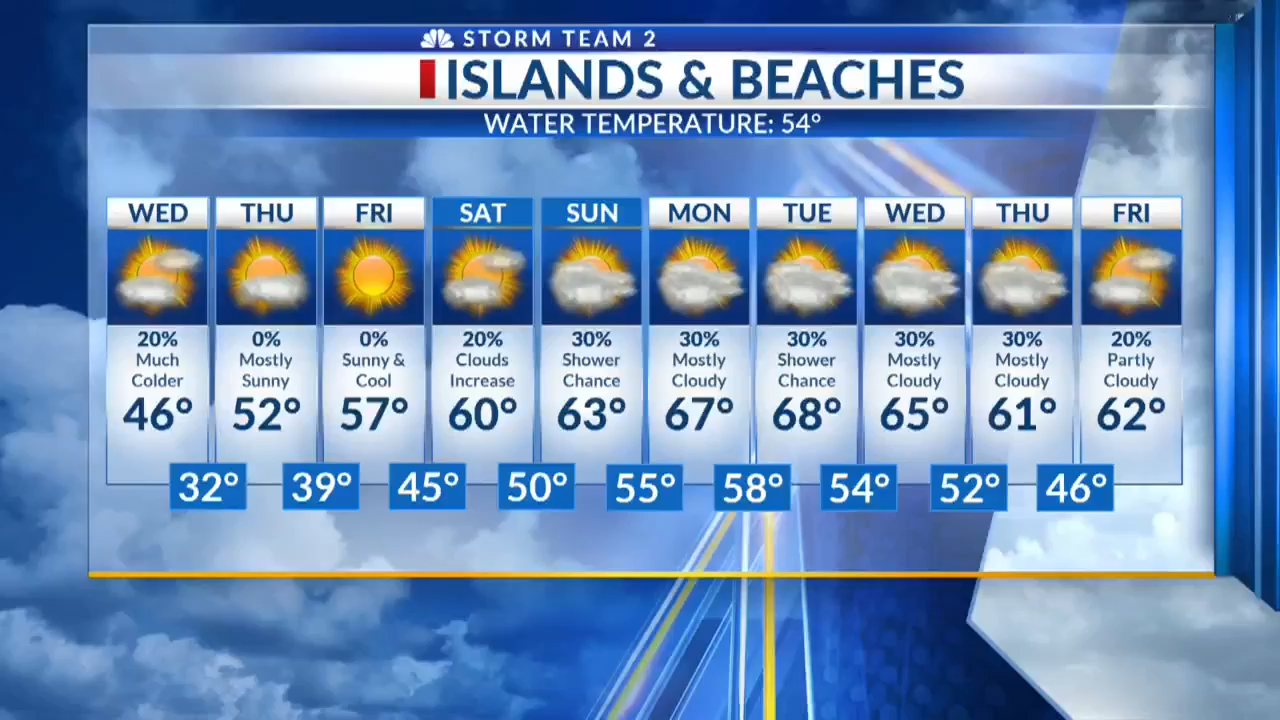 STORM TEAM 2
ISLANDS & BEACHES
WATER TEMPERATURE: 54°
WED THU FRI SAT SUN MON TUE WED THU FRI
20% 0% 0% 20% 30% 30% 30% 30% 30% 20%
Much Mostly Sunny & Clouds Shower Mostly Shower Mostly Mostly Partly
Colder Sunny Cool Increase Chance Cloudy Chance Cloudy Cloudy Cloudy
46° 52° 57° 60° 63° 67° 68° 65° 61° 62°
32° 39° 45° 50° 55° 58° 54° 52° 46°